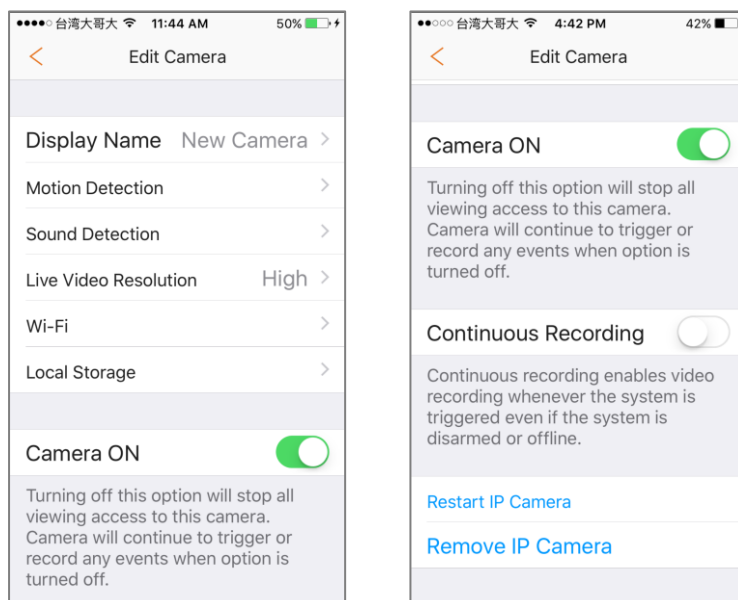 台湾大哥大 11:44 AM 50%
Edit Camera
Display Name New Camera
Motion Detection
Sound Detection
Live Video Resolution High
Wi-Fi
Local Storage
Camera ON
Turning off this option will stop all
viewing access to this camera.
Camera will continue to trigger or
record any events when option is
turned off.
台湾大哥大 4:42 PM 42%
Edit Camera
Camera ON
Turning off this option will stop all
viewing access to this camera.
Camera will continue to trigger or
record any events when option is
turned off.
Continuous Recording
Continuous recording enables video
recording whenever the system is
triggered even if the system is
disarmed or offline.
Restart IP Camera
Remove IP Camera